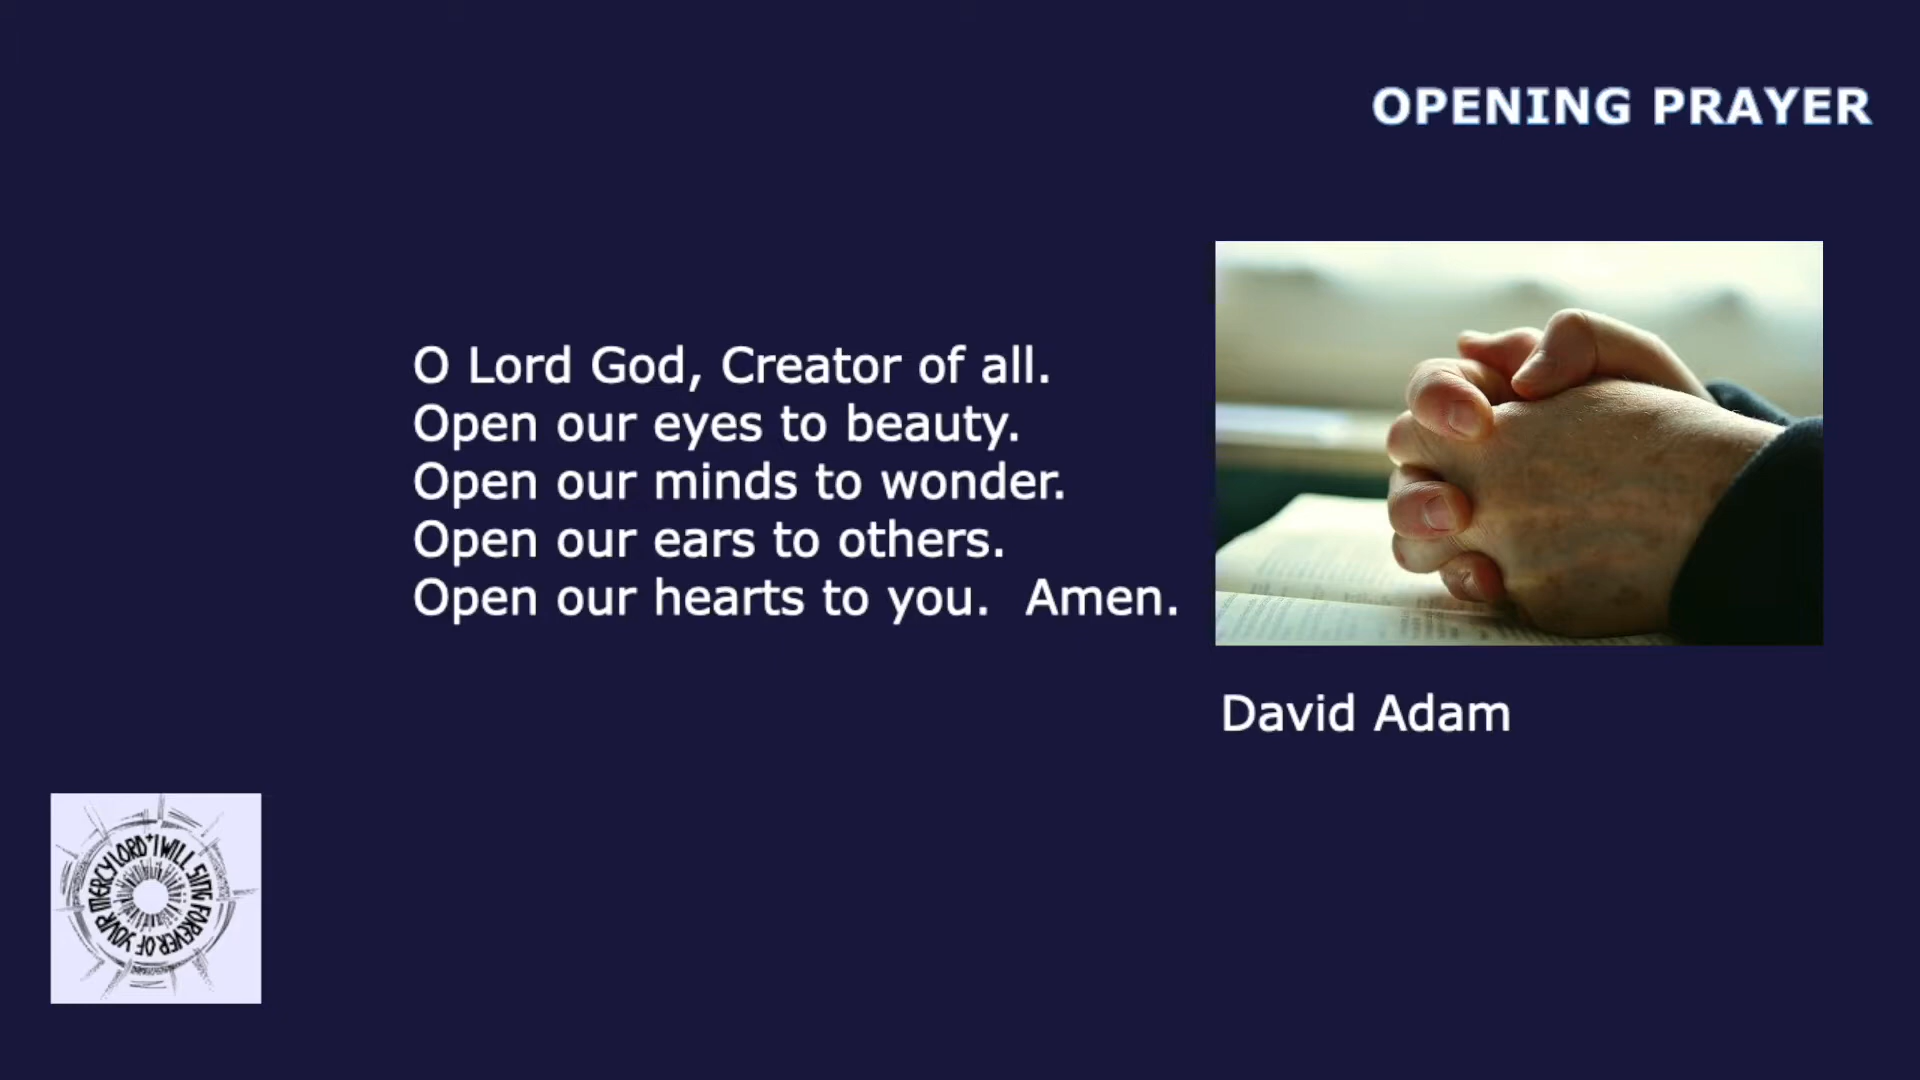 OPENING PRAYER
O Lord God, Creator of all.
Open our eyes to beauty.
Open our minds to wonder.
Open our ears to others.
Open our hearts to you.  Amen.
David Adam
I WILL SING FOREVER OF YOUR MERCY LORD